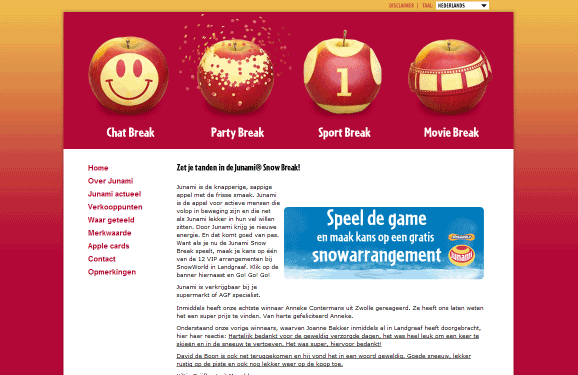 DISCLAIMER | TAAL: NEDERLANDS
1
Chat Break Party Break Sport Break Movie Break
Home
Over Junami
Junami actueel
Verkooppunten
Waar geteeld
Merkwaarde
Apple cards
Contact
Opmerkingen
Zet je tanden in de Junami® Snow Break!
Junami is de knapperige, sappige
appel met de frisse smaak. Junami
is de appel voor actieve mensen die
volop in beweging zijn en die net
als Junami lekker in hun vel willen
zitten. Door Junami krijg je nieuwe
energie. En dat komt goed van pas.
Want als je nu de Junami Snow
Break speelt, maak je kans op één
van de 12 VIP arrangementen bij
SnowWorld in Landgraaf. Klik op de
banner hiernaast en Go! Go! Go!
Speel de game
en maak kans op een gratis
snowarrangement
Junami
Junami is verkrijgbaar bij je
supermarkt of AGF specialist.
Inmiddels heeft onze achtste winnaar Anneke Contermans uit Zwolle gereageerd. Ze heeft ons laten weten
het een super prijs te vinden. Van harte gefeliciteerd Anneke.
Onderstaand onze vorige winnaars, waarvan Joanne Bakker inmiddels al in Landgraaf heeft doorgebracht,
hier haar reactie: Hartelijk bedankt voor de geweldig verzorgde dagen, het was heel leuk om een keer te
skieën en in de sneeuw te vertoeven. Het was super, hiervoor bedankt!
David de Boon is ook net teruggekomen en hij vond het in een woord geweldig. Goede sneeuw, lekker
rustig op de piste en ook nog lekker weer op de koop toe.